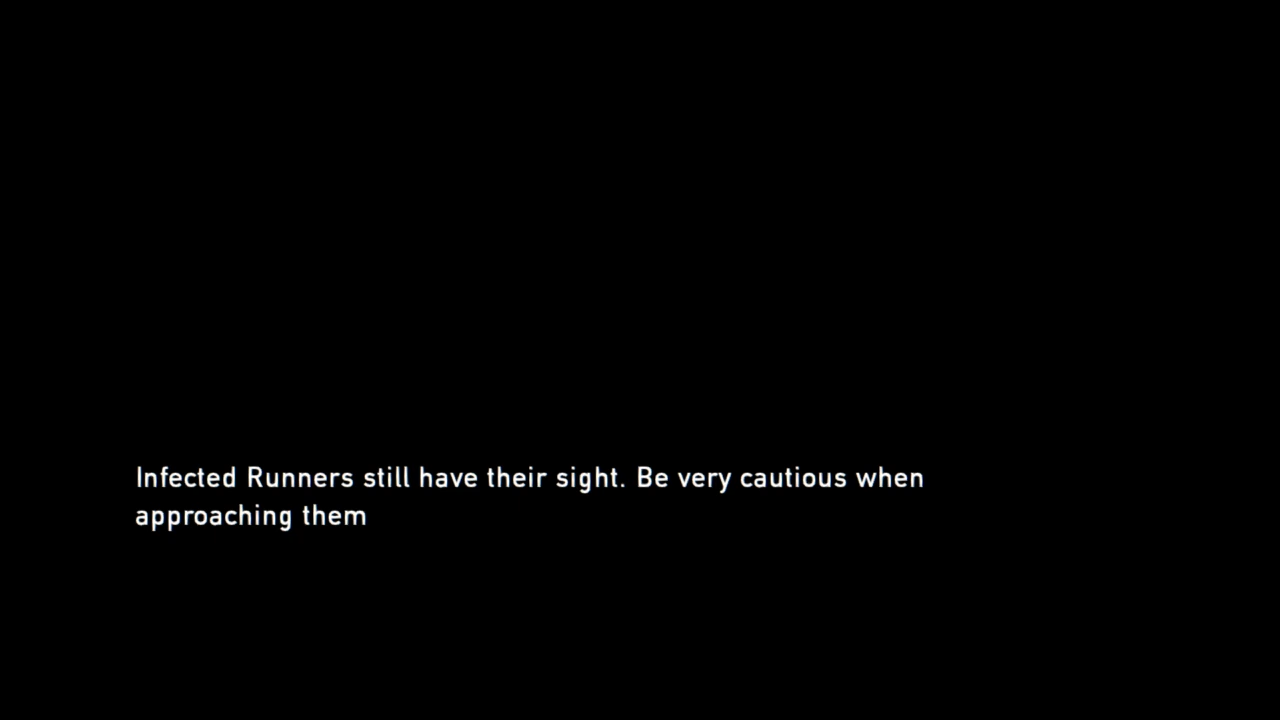 Infected Runners still have their sight. Be very cautious when
approaching them